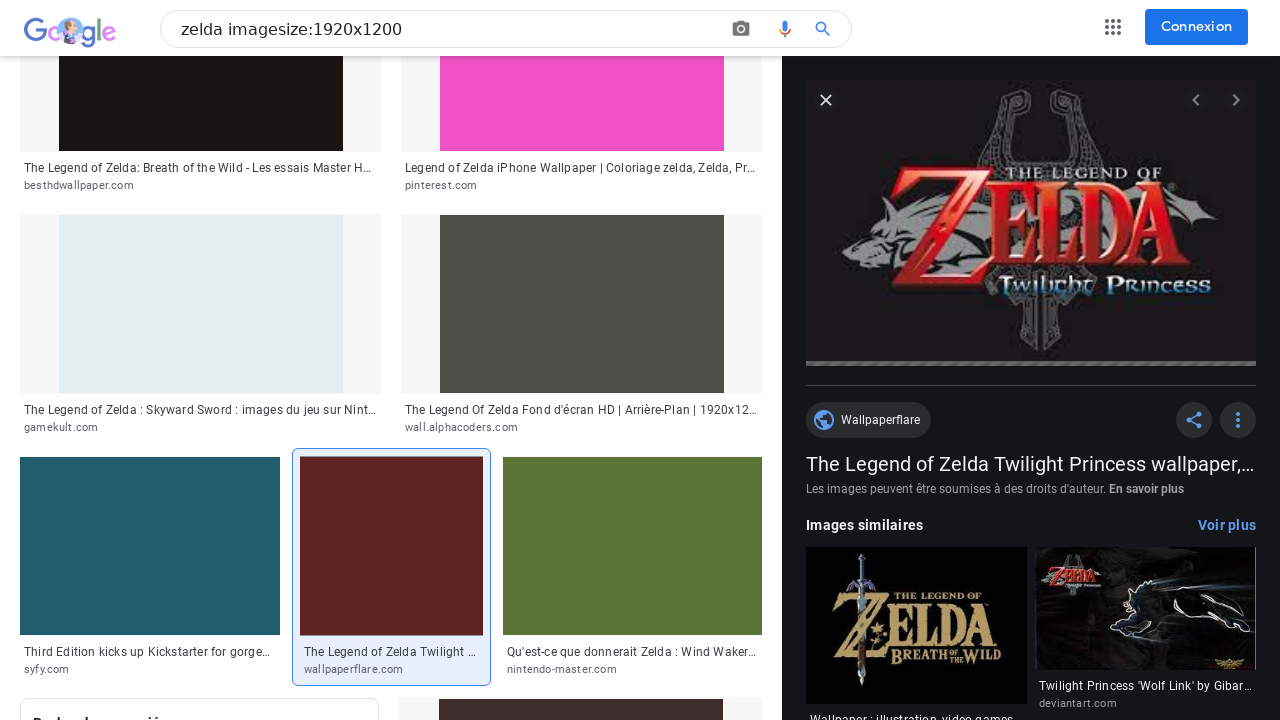 Google
zelda imagesize:1920x1200
Connexion
The Legend of Zelda: Breath of the Wild - Les essais Master H...
besthdwallpaper.com
Legend of Zelda iPhone Wallpaper | Coloriage zelda, Zelda, Pr...
pinterest.com
The Legend of Zelda : Skyward Sword : images du jeu sur Nint...
gamekult.com
The Legend Of Zelda Fond d'écran HD | Arrière-Plan | 1920x12...
wall.alphacoders.com
Third Edition kicks up Kickstarter for gorge...
syfy.com
The Legend of Zelda Twilight ...
wallpaperflare.com
Qu'est-ce que donnerait Zelda : Wind Waker...
nintendo-master.com
THE LEGEND OF
ZELDA
Twilight Princess
Wallpaperflare
The Legend of Zelda Twilight Princess wallpaper,...
Les images peuvent être soumises à des droits d'auteur. En savoir plus
Images similaires
Voir plus
THE LEGEND OF
ZELDA
BREATH OF THE WILD
ZELDA
Twilight Princess 'Wolf Link' by Gibar...
deviantart.com